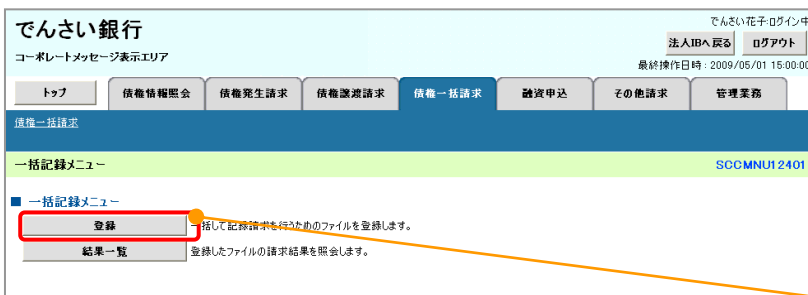 でんさい銀行
でんさい花子:ログイン中
法人IBへ戻る ログアウト
コーポレートメッセージ表示エリア
最終操作日時：2009/05/01 15:00:00
トップ 債権情報照会 債権発生請求 債権譲渡請求 債権一括請求 融資申込 その他請求 管理業務
債権一括請求
一括記録メニュー SCCMNU12401
■ 一括記録メニュー
登録 一括して記録請求を行うためのファイルを登録します。
結果一覧 登録したファイルの請求結果を照会します。